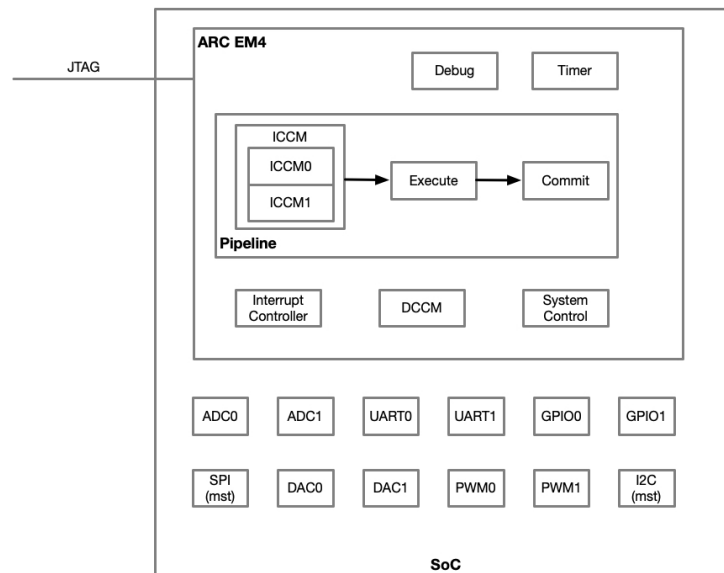 ARC EM4
JTAG
Debug
Timer
ICCM
ICCM0
Execute
Commit
ICCM1
Pipeline
Interrupt
Controller
DCCM
System
Control
ADC0
ADC1
UART0
UART1
GPIO0
GPIO1
SPI
(mst)
DAC0
DAC1
PWM0
PWM1
I2C
(mst)
SoC